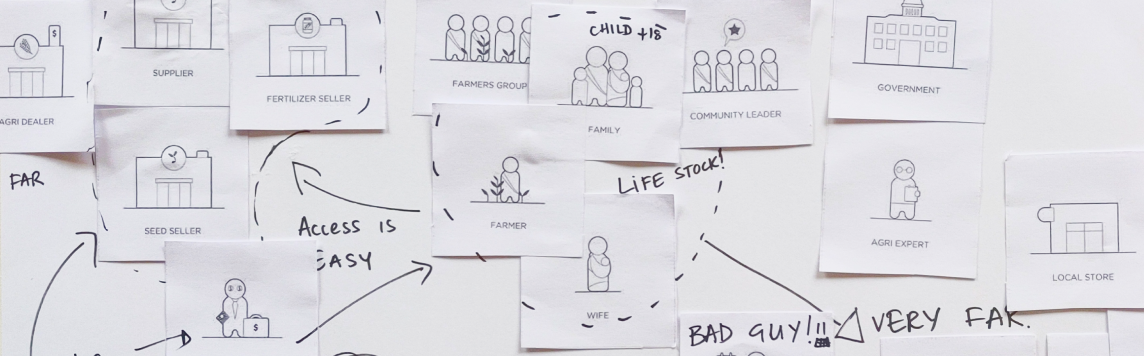 CHILD +18
SUPPLIER
FERTILIZER SELLER
FARMERS GROUP
FAMILY
COMMUNITY LEADER
GOVERNMENT
AGRI DEALER
FAR
SEED SELLER
Access is
EASY
FARMER
LiFE STOCK!
WIFE
AGRI EXPERT
LOCAL STORE
BAD GUY!!!
VERY FAR.
$
$